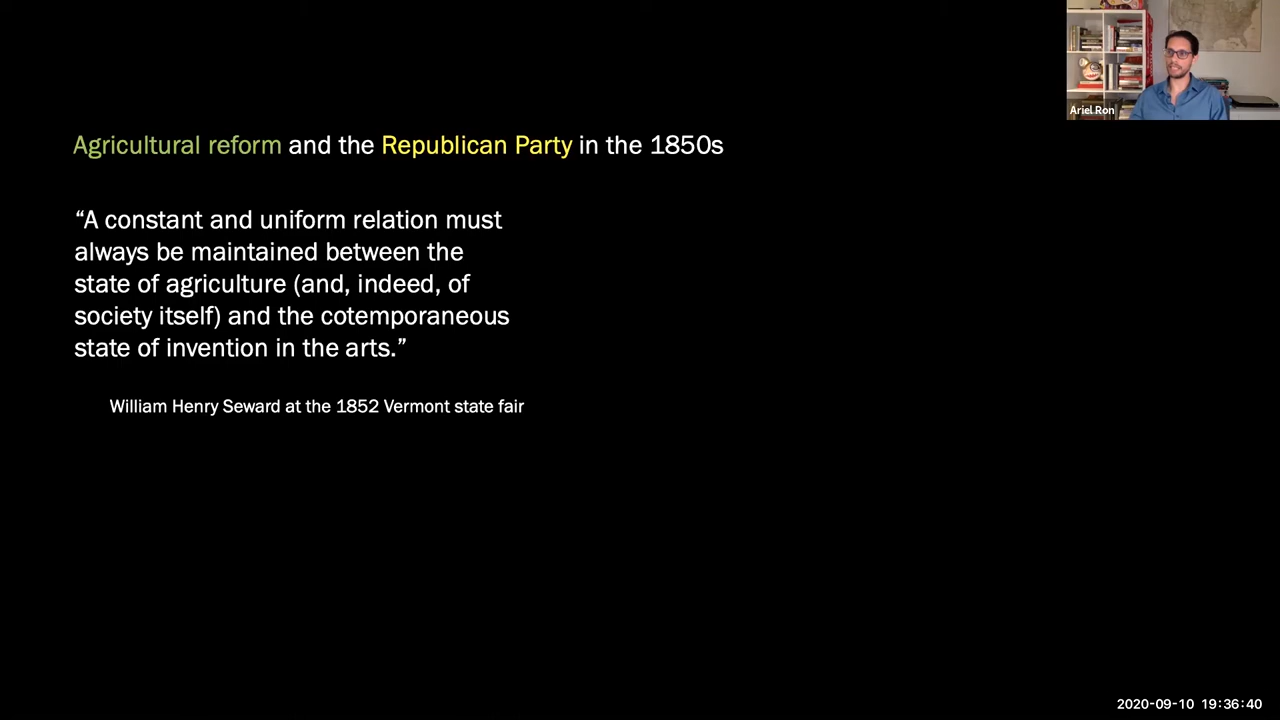 Ariel Ron
Agricultural reform and the Republican Party in the 1850s
“A constant and uniform relation must
always be maintained between the
state of agriculture (and, indeed, of
society itself) and the cotemporaneous
state of invention in the arts.”
William Henry Seward at the 1852 Vermont state fair
2020-09-10 19:36:40